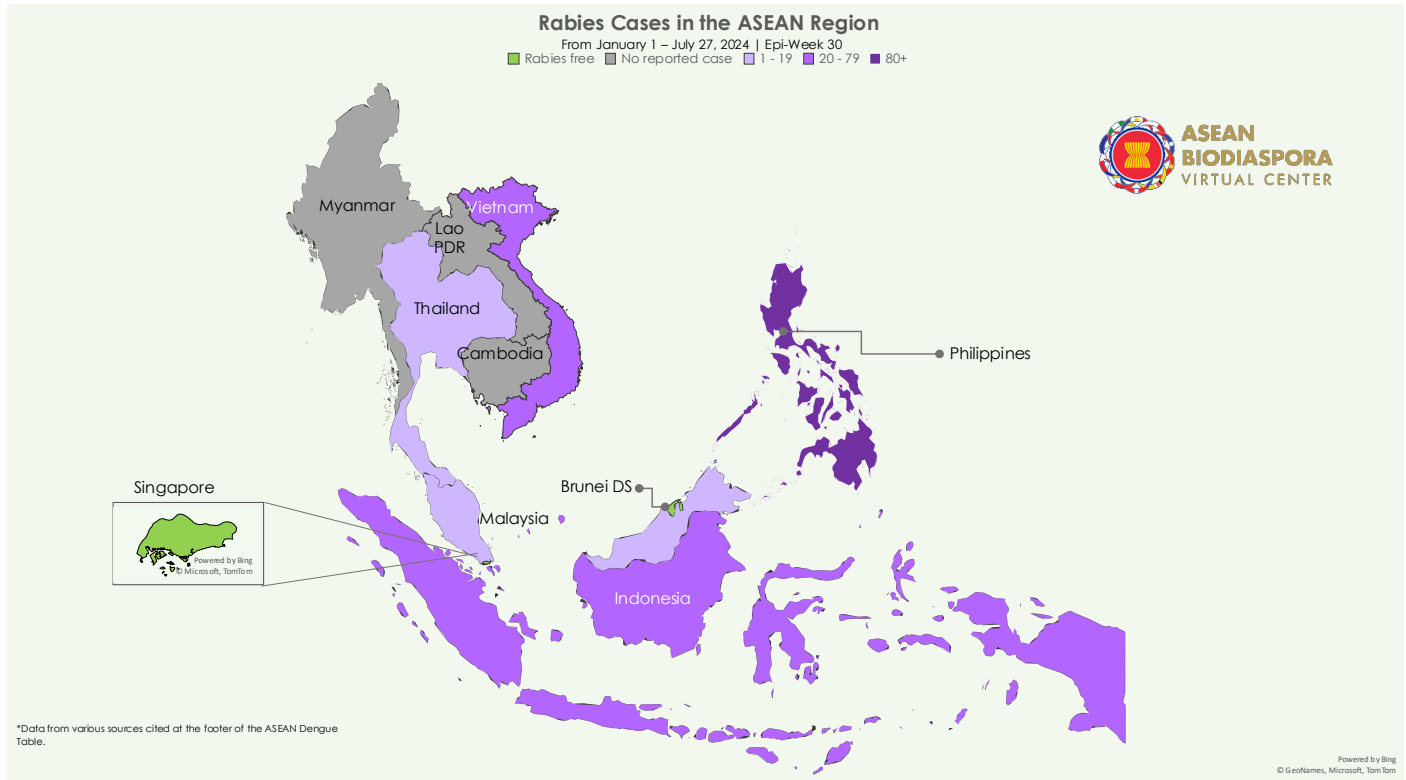 Rabies Cases in the ASEAN Region
From January 1 – July 27, 2024 | Epi-Week 30
Rabies free No reported case 1 - 19 20 - 79 80+
ASEAN
BIODIASPORA
VIRTUAL CENTER
Myanmar
Vietnam
Lao
PDR
Thailand
Cambodia
Philippines
Singapore
Powered by Bing
© Microsoft, TomTom
Brunei DS
Malaysia
Indonesia
*Data from various sources cited at the footer of the ASEAN Dengue
Table.
Powered by Bing
© GeoNames, Microsoft, TomTom